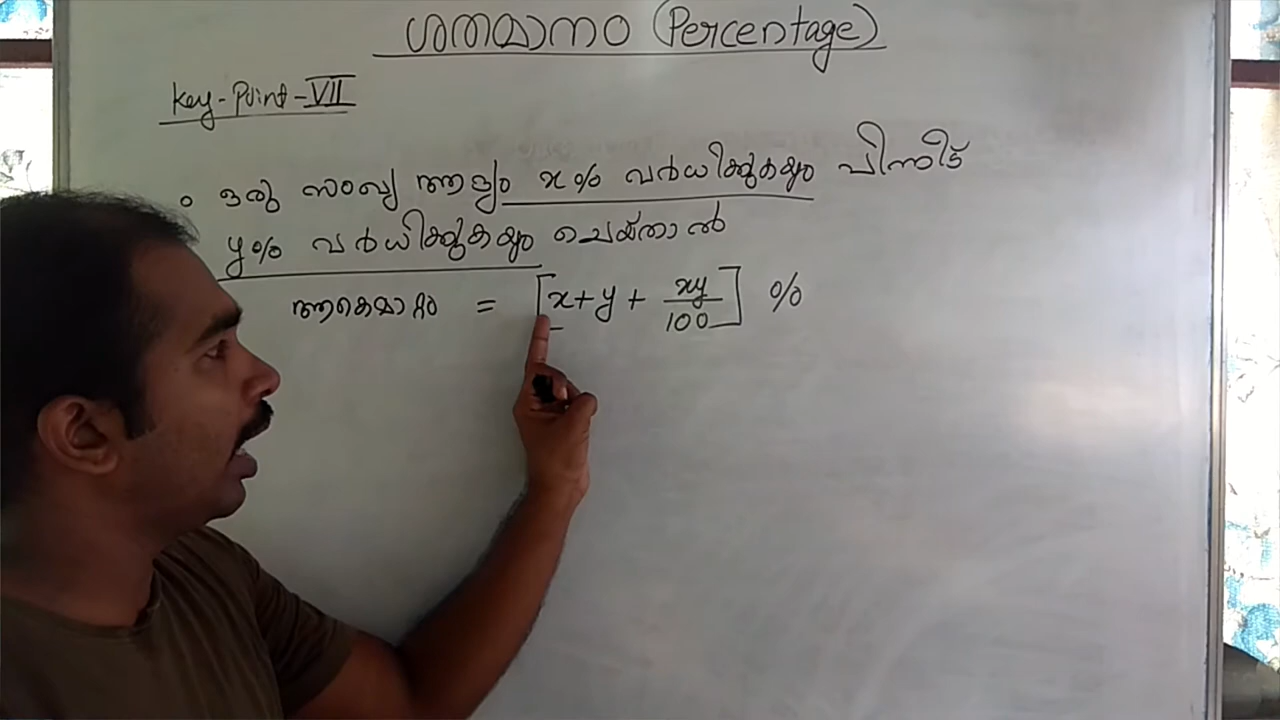 ശതമാനം (Percentage)
Key-Point-VII
ഒരു സംഖ്യ ആദ്യം x% വർധിക്കുകയും പിന്നീട്
y% വർധിക്കുകയും ചെയ്താൽ
ആകെമാറ്റം = [x+y+ xy/100] %